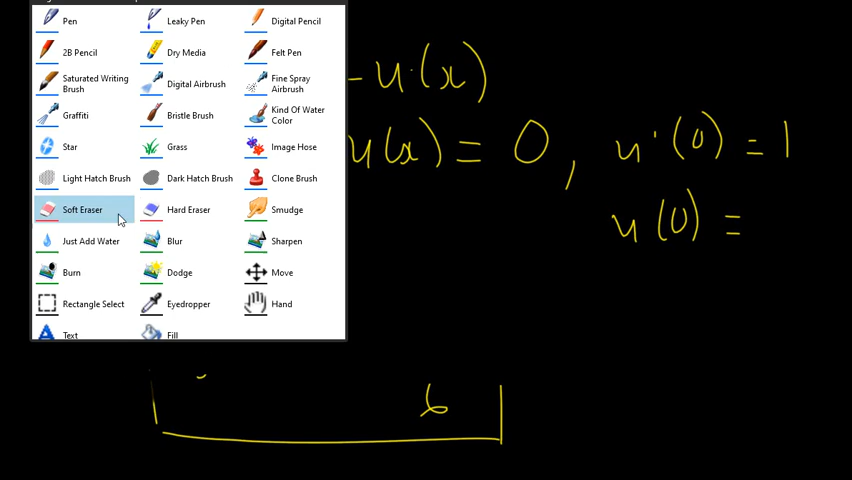 Pen Leaky Pen Digital Pencil
2B Pencil Dry Media Felt Pen
Saturated Writing Brush Digital Airbrush Fine Spray Airbrush
Graffiti Bristle Brush Kind Of Water Color
Star Grass Image Hose
Light Hatch Brush Dark Hatch Brush Clone Brush
Soft Eraser Hard Eraser Smudge
Just Add Water Blur Sharpen
Burn Dodge Move
Rectangle Select Eyedropper Hand
Text Fill
- u'(x)
u(x) = 0, u'(0) = 1
u(0) =
6